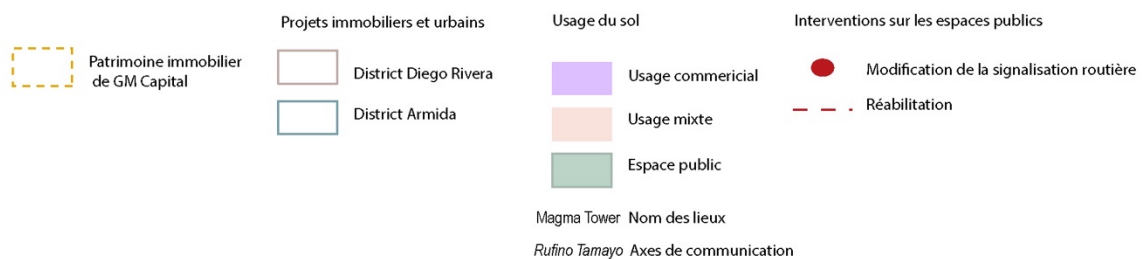 Patrimoine immobilier
de GM Capital
Projets immobiliers et urbains
District Diego Rivera
District Armida
Usage du sol
Usage commericial
Usage mixte
Espace public
Magma Tower Nom des lieux
Rufino Tamayo Axes de communication
Interventions sur les espaces publics
Modification de la signalisation routière
Réabilitation